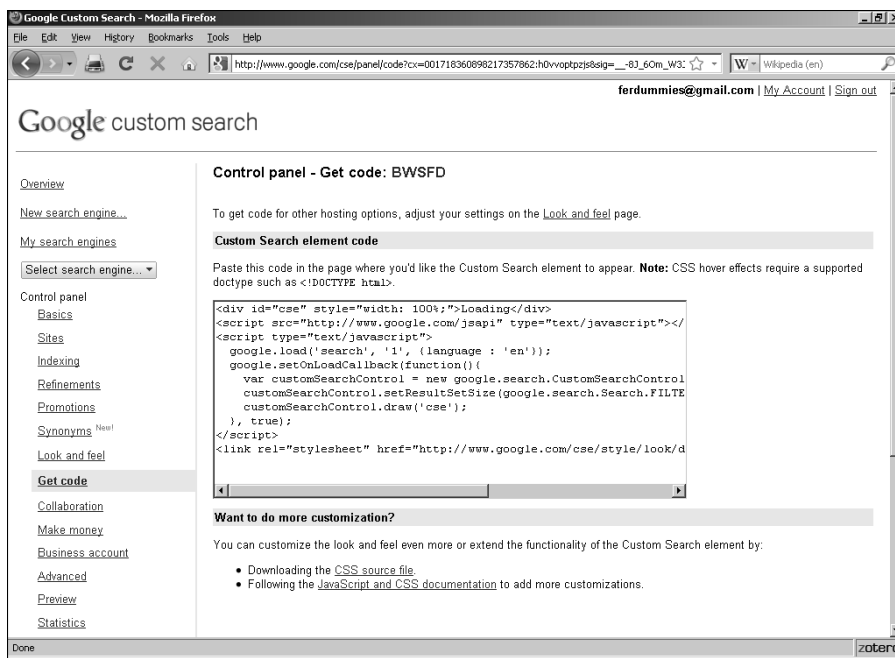 Google Custom Search - Mozilla Firefox
File Edit View History Bookmarks Tools Help
http://www.google.com/cse/panel/code?cx=001718360898217357862:h0vvoptpzjs&sig=__-8J_6Om_W3J
W Wikipedia (en)
ferdummies@gmail.com | My Account | Sign out
Google custom search
Overview
New search engine...
My search engines
Select search engine...
Control panel
Basics
Sites
Indexing
Refinements
Promotions
Synonyms New!
Look and feel
Get code
Collaboration
Make money
Business account
Advanced
Preview
Statistics
Control panel - Get code: BWSFD
To get code for other hosting options, adjust your settings on the Look and feel page.
Custom Search element code
Paste this code in the page where you'd like the Custom Search element to appear. Note: CSS hover effects require a supported
doctype such as <!DOCTYPE html>.
<div id="cse" style="width: 100%;">Loading</div>
<script src="http://www.google.com/jsapi" type="text/javascript"></
<script type="text/javascript">
google.load('search', '1', {language : 'en'});
google.setOnLoadCallback(function(){
var customSearchControl = new google.search.CustomSearchControl
customSearchControl.setResultSetSize(google.search.Search.FILTE
customSearchControl.draw('cse');
}, true);
</script>
<link rel="stylesheet" href="http://www.google.com/cse/style/look/d
Want to do more customization?
You can customize the look and feel even more or extend the functionality of the Custom Search element by:
• Downloading the CSS source file.
• Following the JavaScript and CSS documentation to add more customizations.
Done
zoter